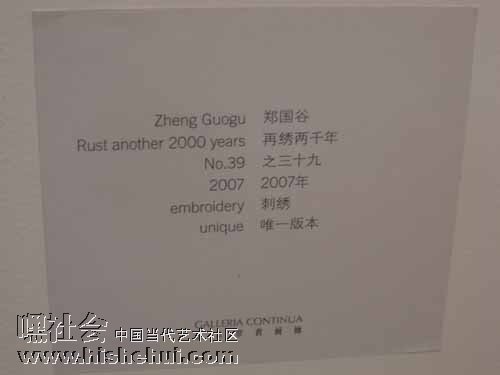 Zheng Guogu 郑国谷
Rust another 2000 years 再绣两千年
No.39 之三十九
2007 2007年
embroidery 刺绣
unique 唯一版本
GALLERIA CONTINUA
嘿社会 中国当代艺术社区
www.hishehui.com